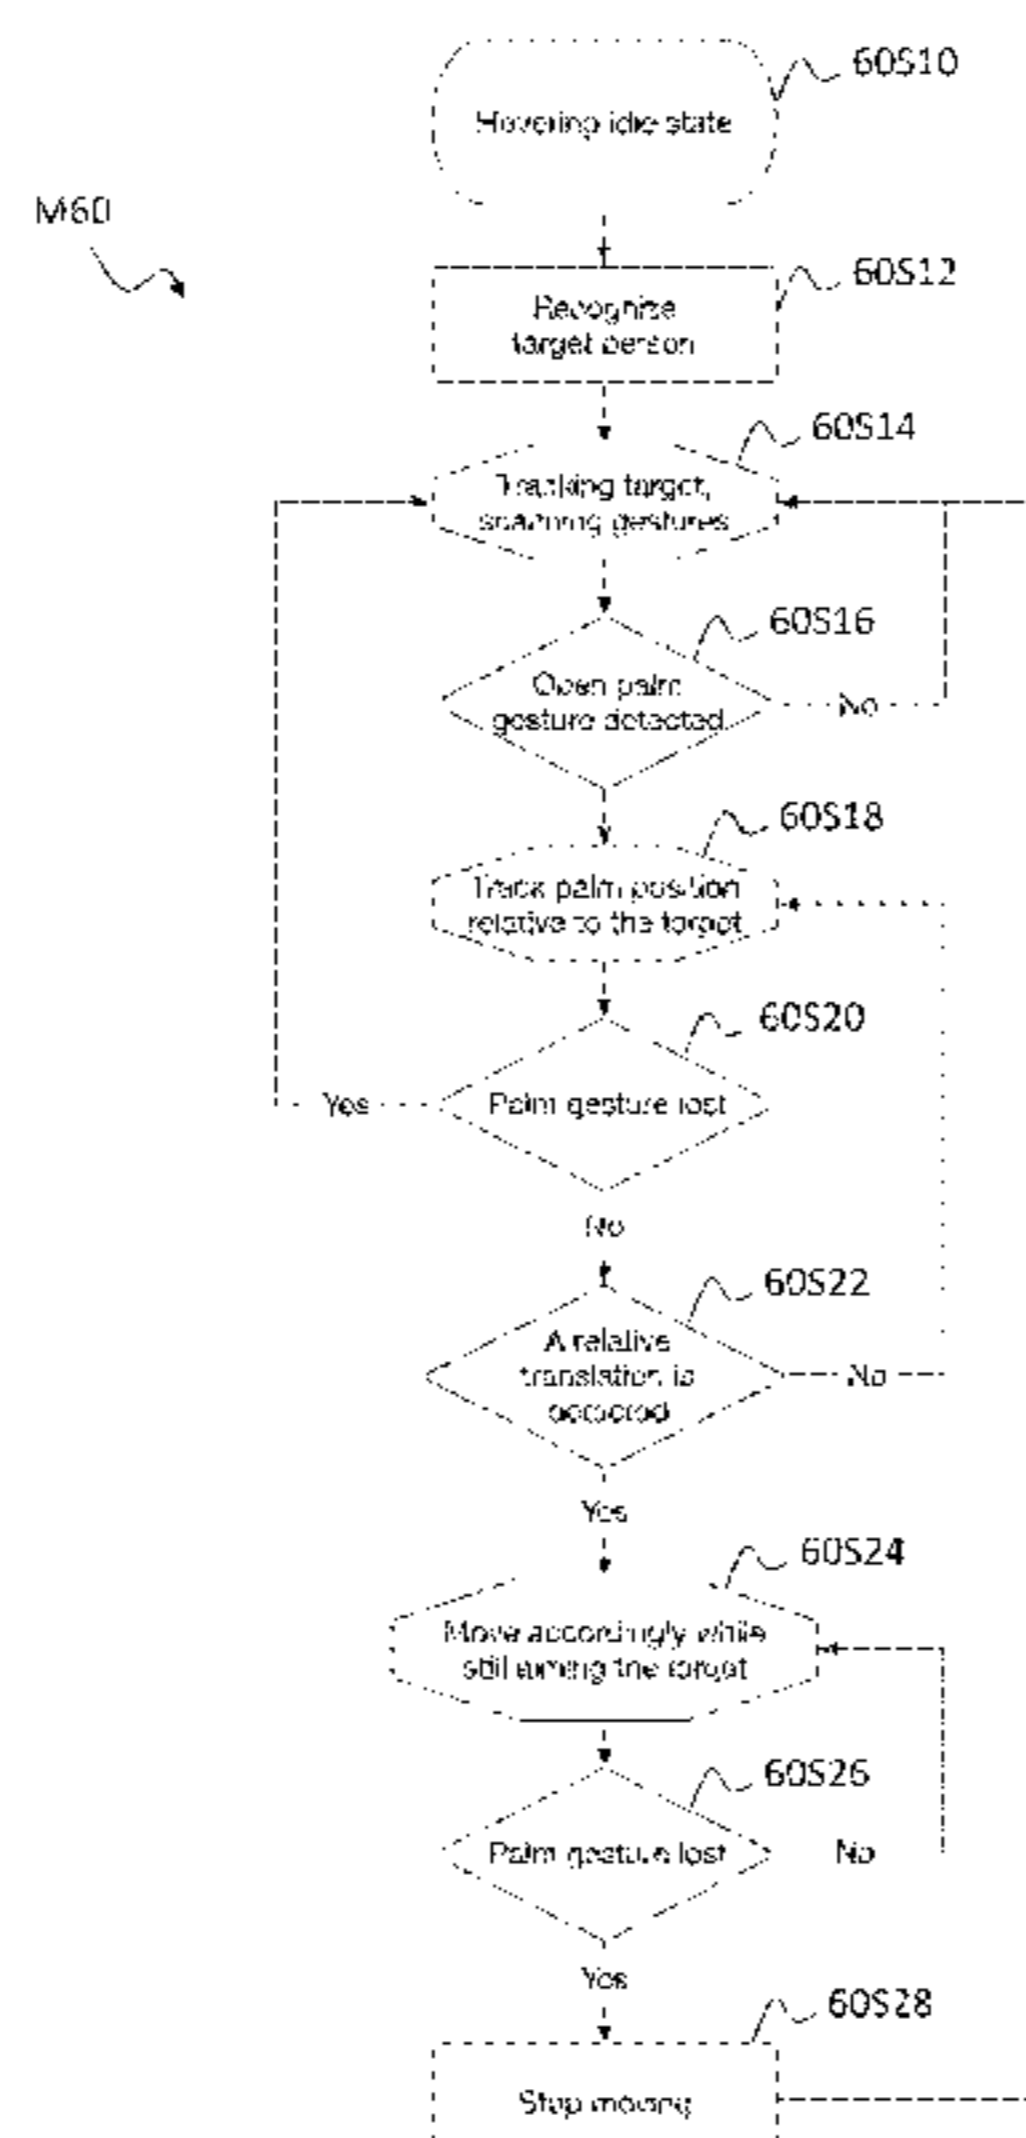 60S10
Hovering idle state
M60
60S12
Recognise
target person
60S14
Tracking target,
scanning gestures
60S16
Open palm
gesture detected
No
60S18
Track palm position
relative to the target
60S20
Palm gesture lost
Yes
No
60S22
A relative
translation is
detected
No
Yes
60S24
Move accordingly while
still aiming the target
60S26
Palm gesture lost
No
Yes
60S28
Stop moving